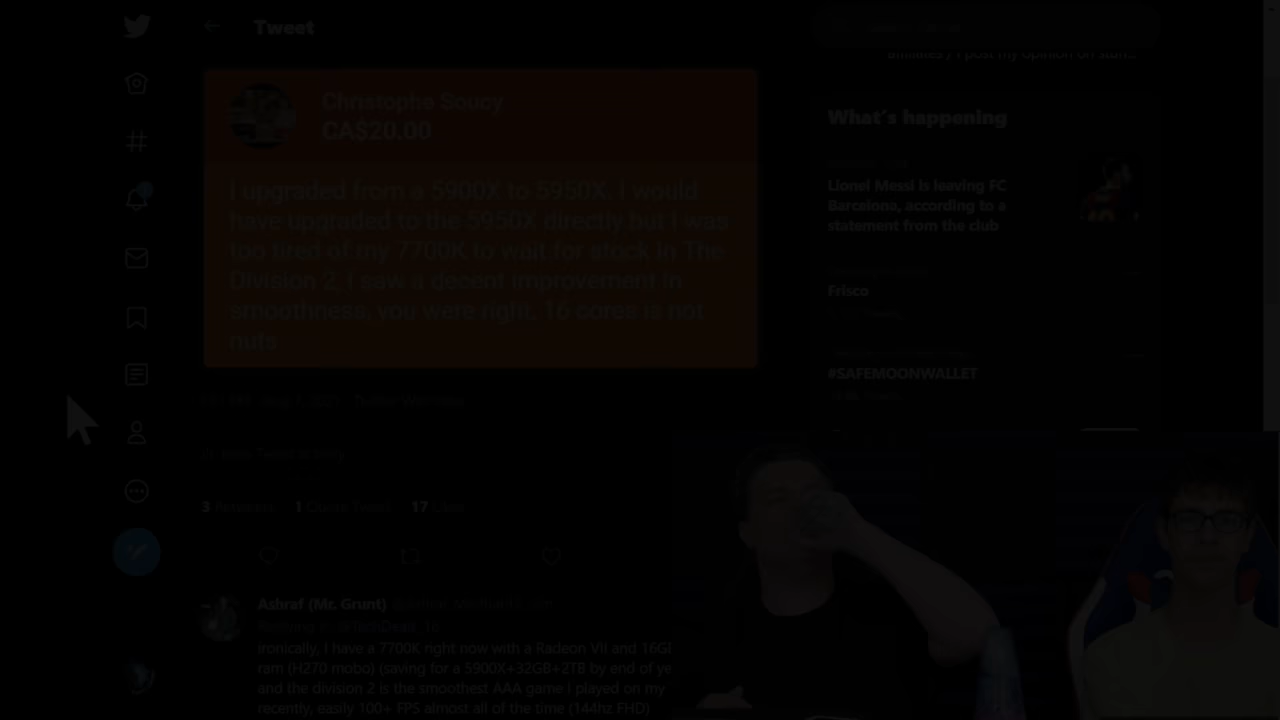 Tweet
Christophe Soucy
CA$20.00
I upgraded from a 5900X to 5950X. I would
have upgraded to the 5950X directly but I was
too tired of my 7700K to wait for stock in The
Division 2, I saw a decent improvement in
smoothness, you were right, 16 cores is not
nuts
3 Retweets 1 Quote Tweet 17 Likes
Ashraf (Mr. Grunt)
ironically, I have a 7700K right now with a Radeon VII and 16GB
ram (H270 mobo) (saving for a 5900X+32GB+2TB by end of ye
and the division 2 is the smoothest AAA game I played on my
recently, easily 100+ FPS almost all of the time (144hz FHD)
I post my opinion on stuff...
What's happening
Lionel Messi is leaving FC
Barcelona, according to a
statement from the club
Frisco
#SAFEMOONWALLET